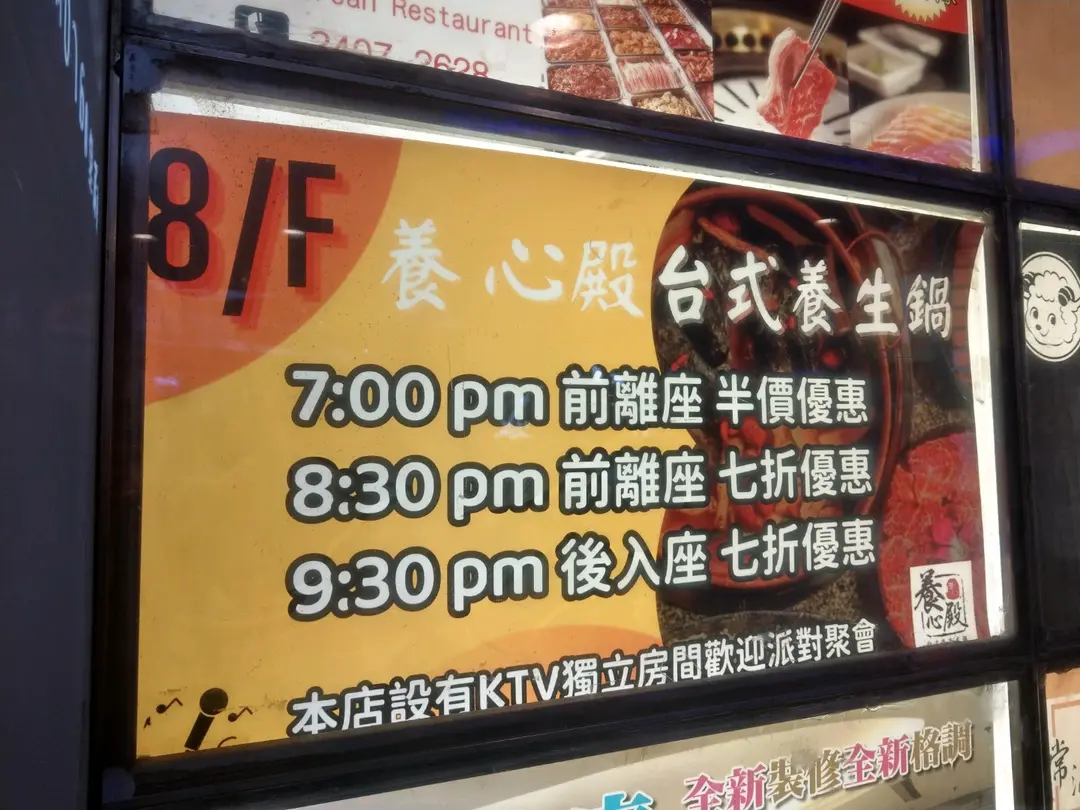 Restaurant
8/F
養心殿台式養生鍋
7:00 pm 前離座 半價優惠
8:30 pm 前離座 七折優惠
9:30 pm 後入座 七折優惠
養心殿
本店設有KTV獨立房間歡迎派對聚會
全新裝修全新格調
常